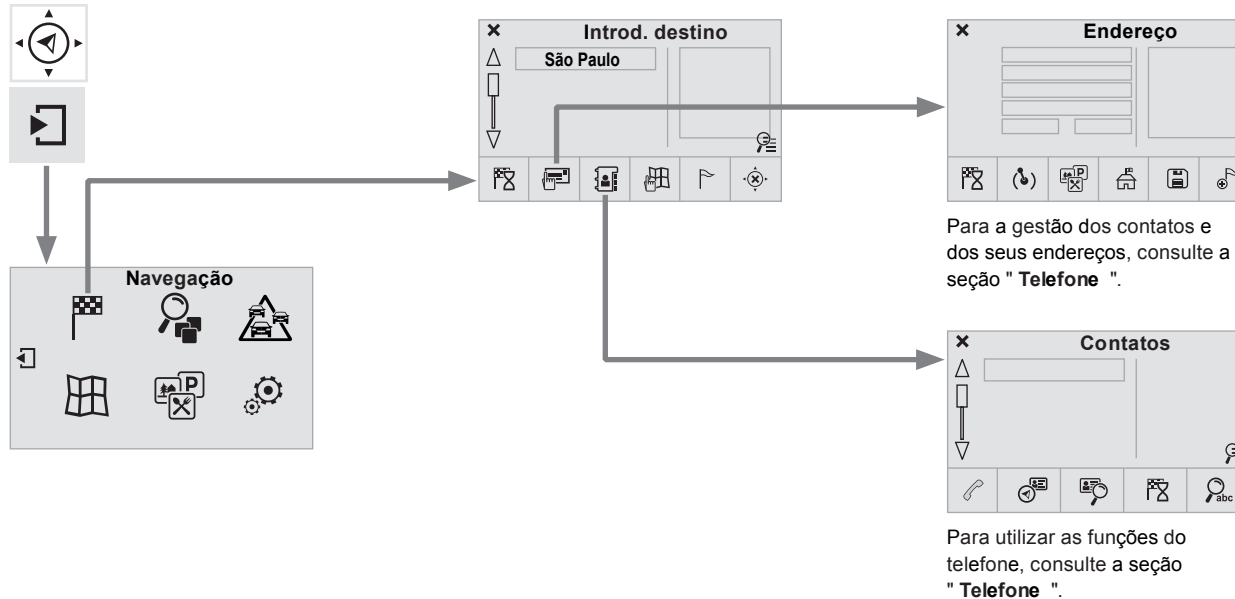 Navegação
Introd. destino
São Paulo
Endereço
P
Para a gestão dos contatos e
dos seus endereços, consulte a
seção " Telefone ".
Contatos
abc
Para utilizar as funções do
telefone, consulte a seção
" Telefone ".
P